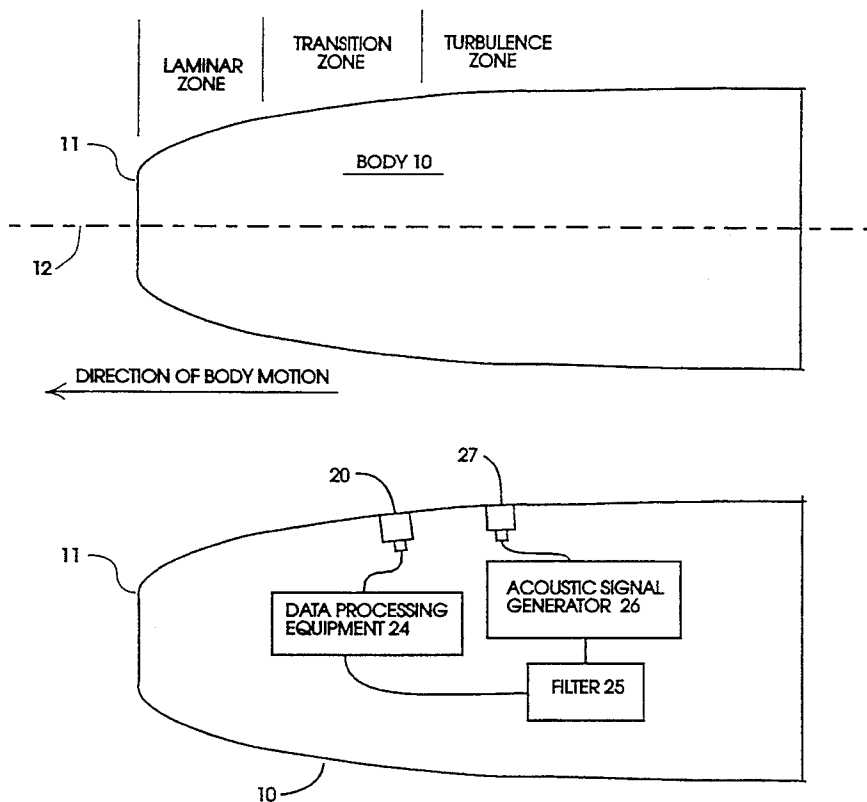 LAMINAR
ZONE
TRANSITION
ZONE
TURBULENCE
ZONE
11
BODY 10
12
DIRECTION OF BODY MOTION
20
27
11
DATA PROCESSING
EQUIPMENT 24
ACOUSTIC SIGNAL
GENERATOR 26
FILTER 25
10